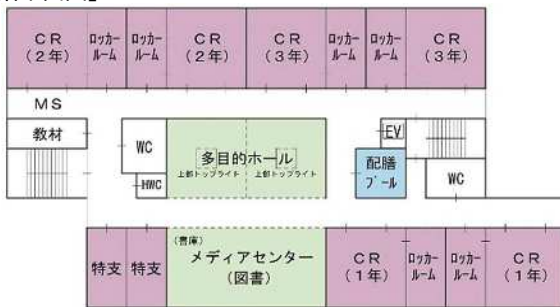 CR
(2年)
ロッカー
ルーム
ロッカー
ルーム
CR
(2年)
CR
(3年)
ロッカー
ルーム
ロッカー
ルーム
CR
(3年)
MS
教材
WC
HWC
多目的ホール
上部トップライト 上部トップライト
EV
配膳
プール
WC
特支
特支
(書庫)
メディアセンター
(図書)
CR
(1年)
ロッカー
ルーム
ロッカー
ルーム
CR
(1年)